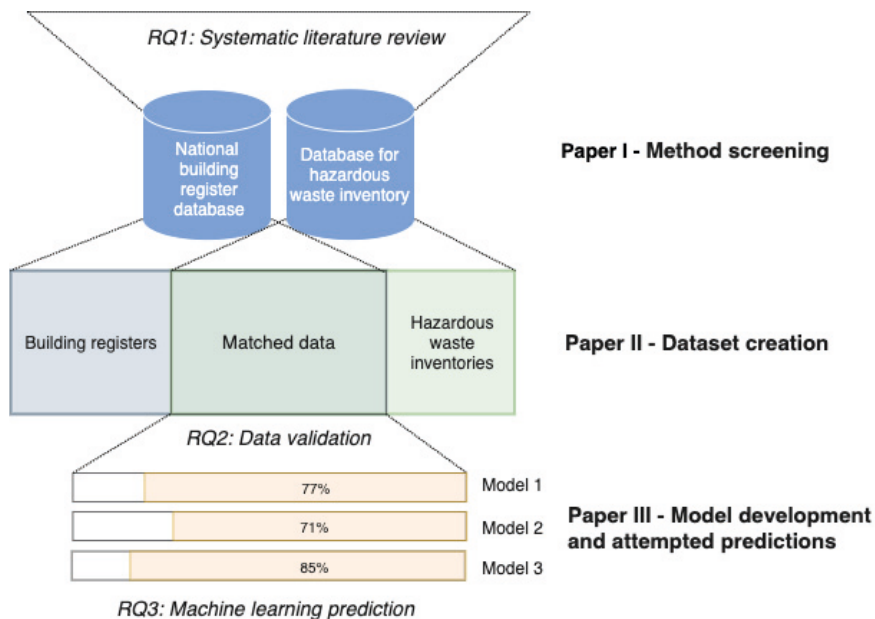 RQ1: Systematic literature review
National
building
register
database
Database for
hazardous
waste inventory
Paper I - Method screening
Building registers
Matched data
Hazardous
waste
inventories
Paper II - Dataset creation
RQ2: Data validation
77%
Model 1
71%
Model 2
85%
Model 3
Paper III - Model development
and attempted predictions
RQ3: Machine learning prediction